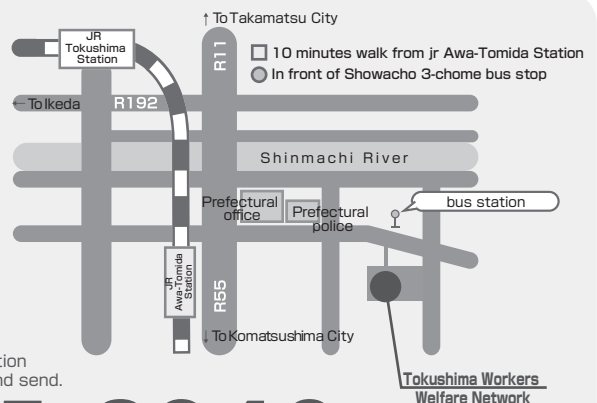 ↑ To Takamatsu City
JR
Tokushima
Station
R11
10 minutes walk from jr Awa-Tomida Station
In front of Showacho 3-chome bus stop
← To Ikeda
R192
Shinmachi River
Prefectural
office
Prefectural
police
bus station
JR
Awa-Tomida
Station
R55
↓ To Komatsushima City
tion
nd send.
Tokushima Workers
Welfare Network